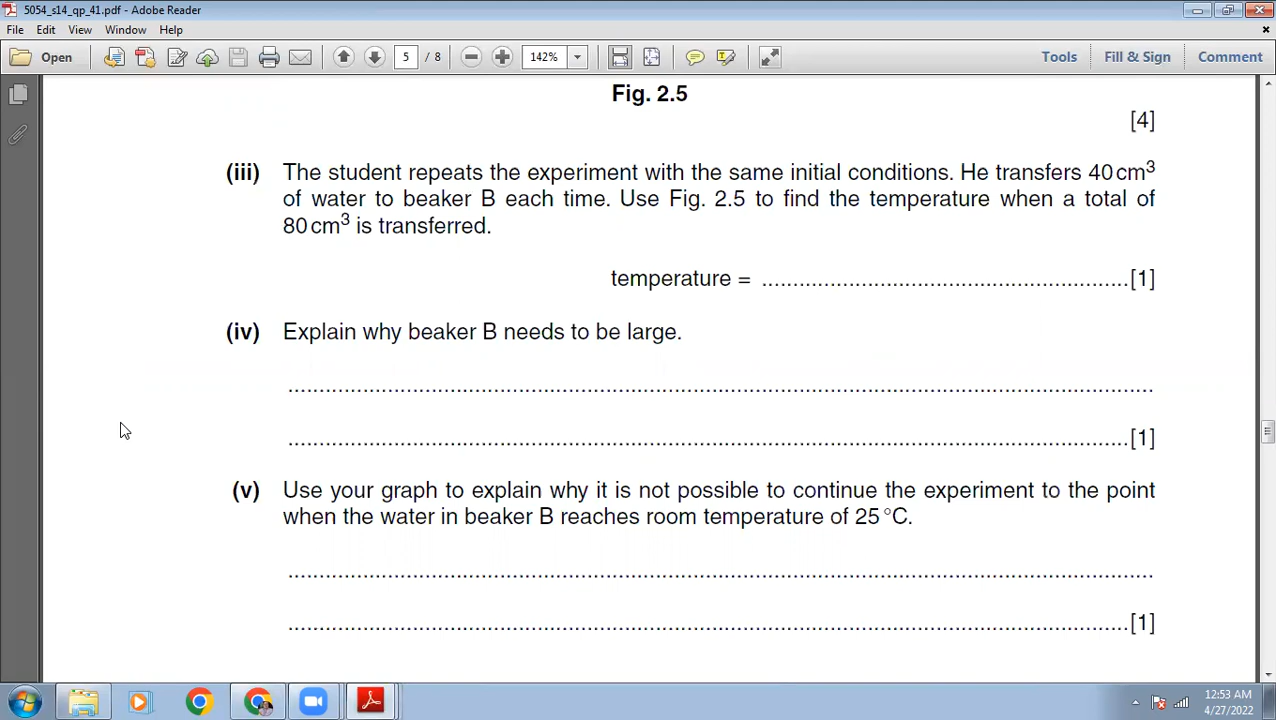 5054_s14_qp_41.pdf - Adobe Reader
File Edit View Window Help
Open 5 / 8 142% Tools Fill & Sign Comment
Fig. 2.5
[4]
(iii) The student repeats the experiment with the same initial conditions. He transfers 40 cm³
of water to beaker B each time. Use Fig. 2.5 to find the temperature when a total of
80 cm³ is transferred.
temperature = ..........................................................[1]
(iv) Explain why beaker B needs to be large.
..........................................................................................................................................
......................................................................................................................................[1]
(v) Use your graph to explain why it is not possible to continue the experiment to the point
when the water in beaker B reaches room temperature of 25 °C.
..........................................................................................................................................
......................................................................................................................................[1]
12:53 AM
4/27/2022